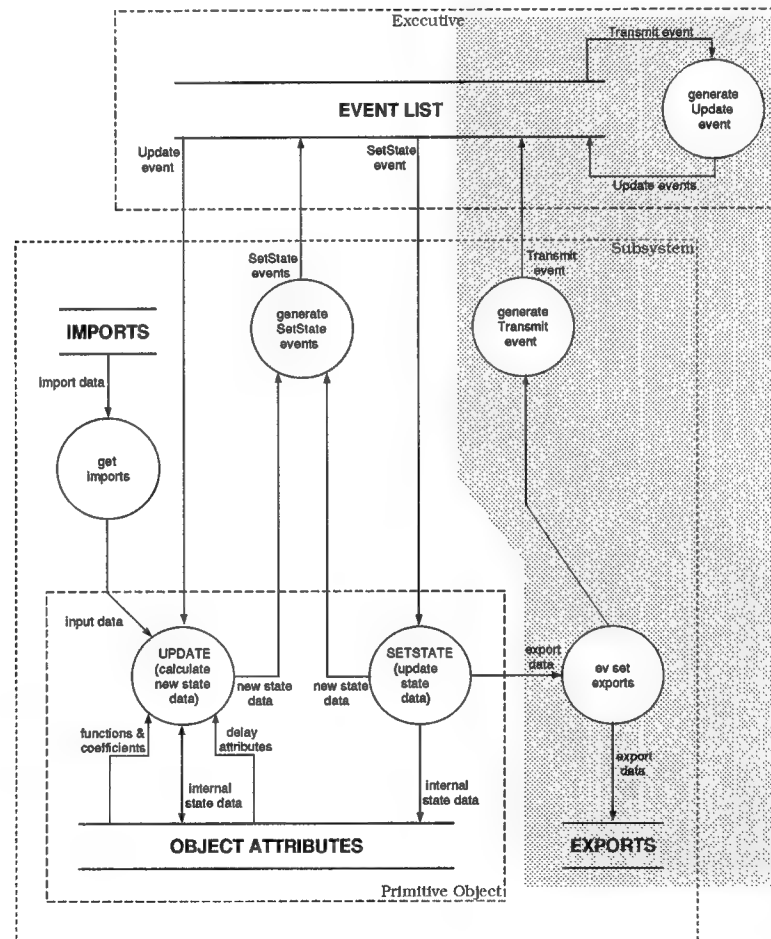 Executive
Transmit event
generate
Update
event
EVENT LIST
Update
event
SetState
event
Update events
Subsystem
SetState
events
Transmit
event
generate
SetState
events
generate
Transmit
event
IMPORTS
import data
get
imports
input data
UPDATE
(calculate
new state
data)
SETSTATE
(update
state
data)
export
data
ev set
exports
new state
data
new state
data
functions &
coefficients
delay
attributes
internal
state data
internal
state data
export
data
OBJECT ATTRIBUTES
EXPORTS
Primitive Object